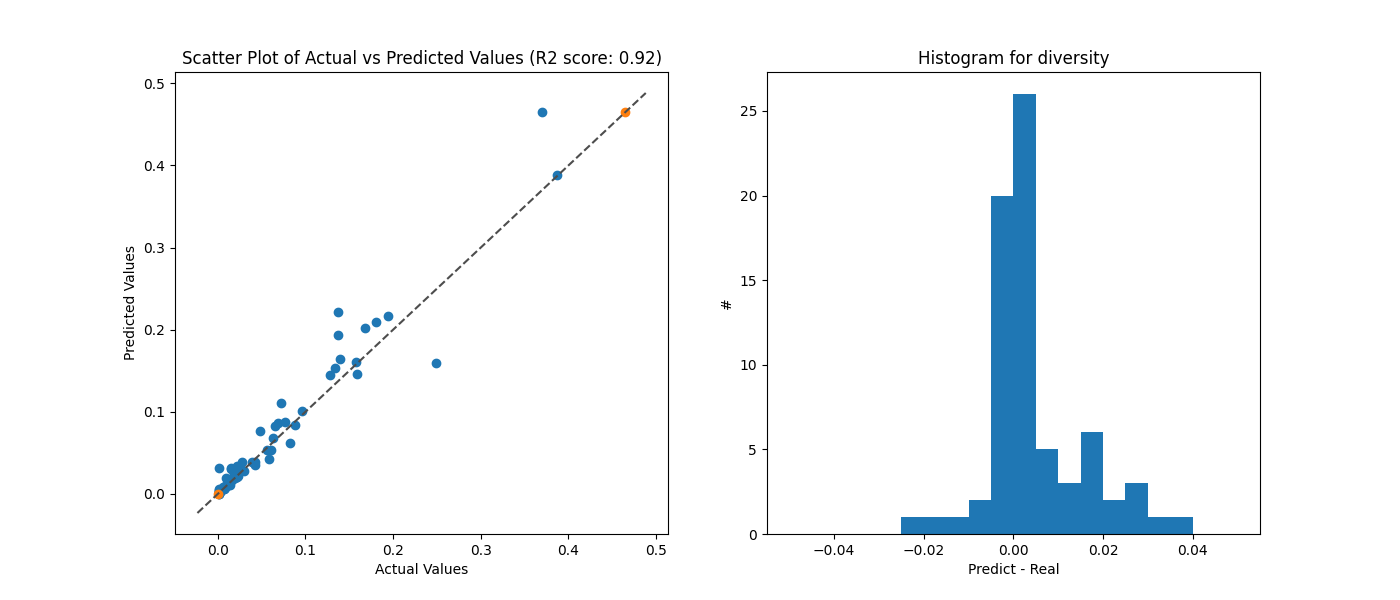 Scatter Plot of Actual vs Predicted Values (R2 score: 0.92)
0.5
0.4
0.3
0.2
0.1
0.0
Predicted Values
0.0 0.1 0.2 0.3 0.4 0.5
Actual Values
Histogram for diversity
25
20
15
10
5
0
#
−0.04 −0.02 0.00 0.02 0.04
Predict - Real